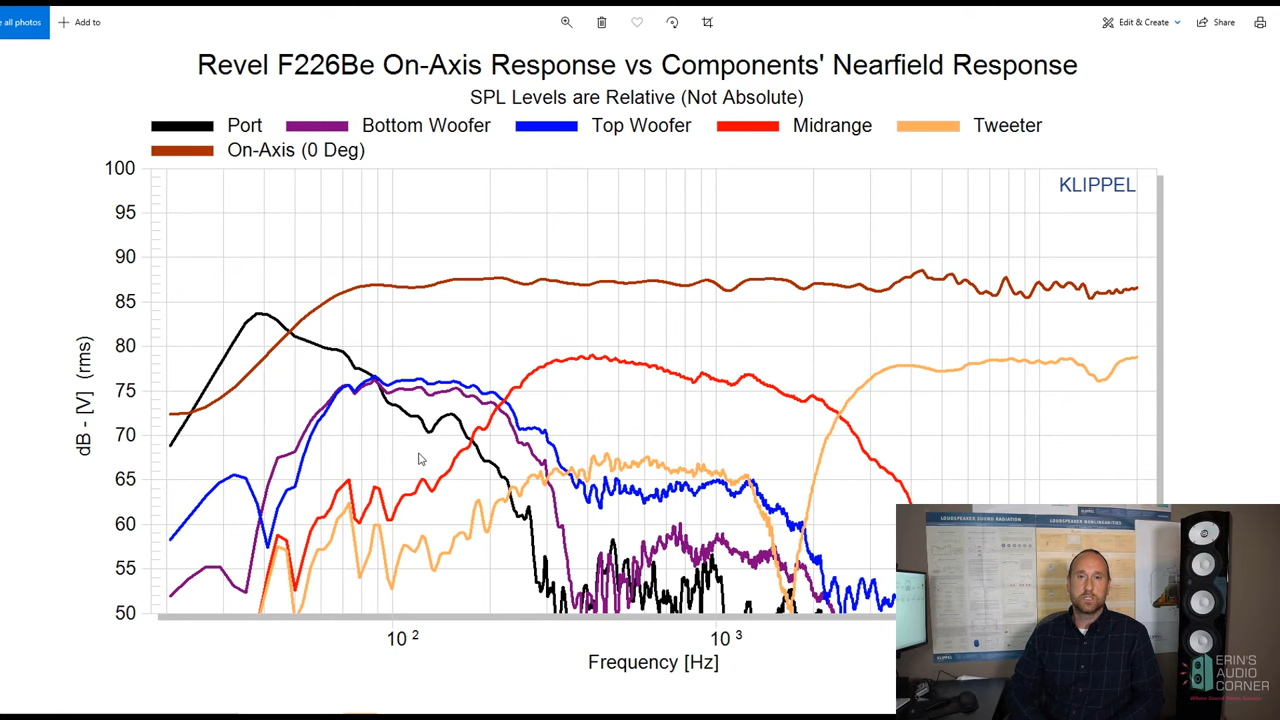 e all photos
Add to
Edit & Create
Share
Revel F226Be On-Axis Response vs Components' Nearfield Response
SPL Levels are Relative (Not Absolute)
Port
Bottom Woofer
Top Woofer
Midrange
Tweeter
On-Axis (0 Deg)
KLIPPEL
100
95
90
85
80
75
70
65
60
55
50
dB - [V] (rms)
10 2
10 3
Frequency [Hz]
LOUDSPEAKER SOUND RADIATION
LOUDSPEAKER NONLINEARITIES
KLIPPEL
ERIN'S
AUDIO
CORNER